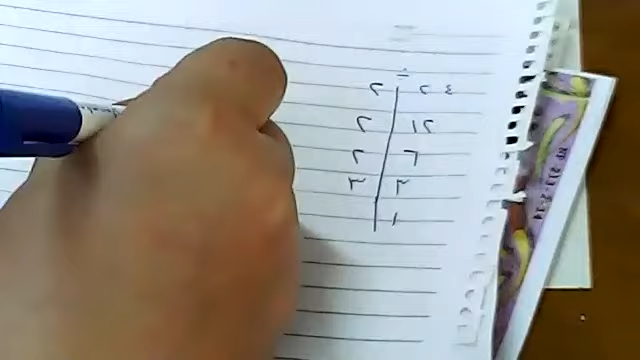 ٢ | ٢٤
٢ | ١٢
٢ | ٦
٣ | ٣
١